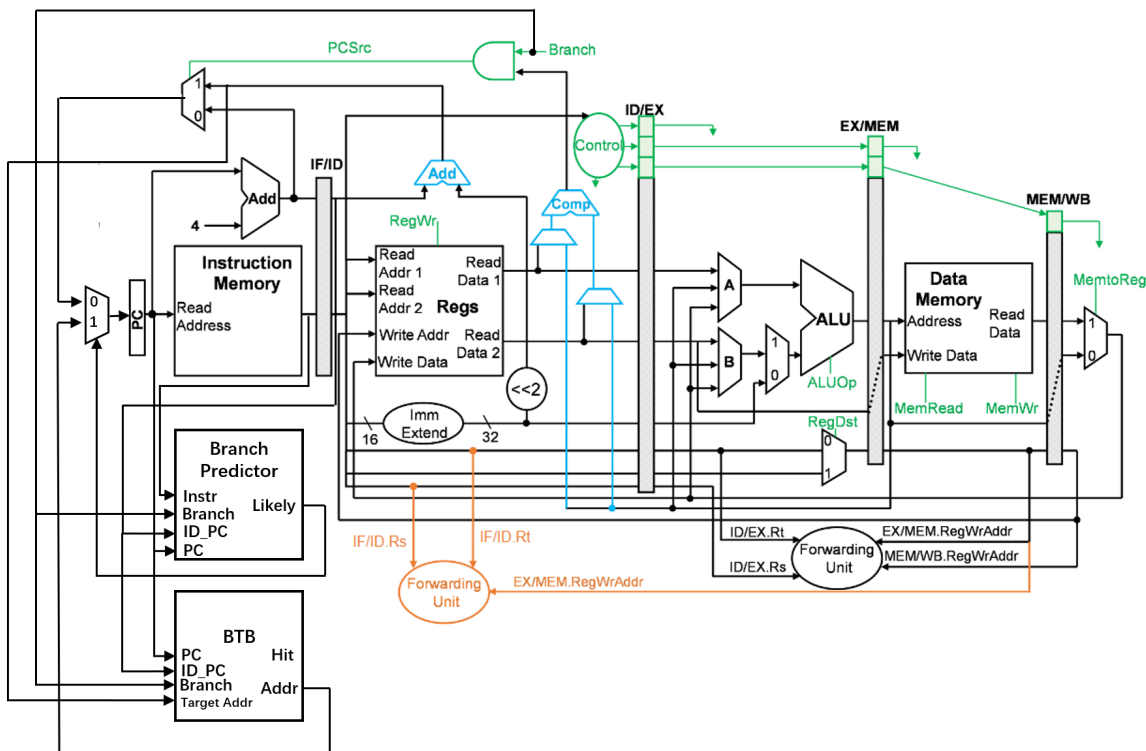 PCSrc
Branch
1
0
ID/EX
EX/MEM
Control
IF/ID
Add
Add
4
Comp
MEM/WB
RegWr
Instruction
Memory
Read
Address
Read
Addr 1
Read
Addr 2
Write Addr
Write Data
Regs
Read
Data 1
Read
Data 2
0
1
PC
A
B
1
0
ALU
ALUOp
Data
Memory
Address
Write Data
Read
Data
MemtoReg
1
0
MemRead
MemWr
<<2
16
Imm
Extend
32
RegDst
0
1
Branch
Predictor
Instr
Branch
ID_PC
PC
Likely
IF/ID.Rs
IF/ID.Rt
ID/EX.Rt
ID/EX.Rs
EX/MEM.RegWrAddr
MEM/WB.RegWrAddr
Forwarding
Unit
Forwarding
Unit
EX/MEM.RegWrAddr
BTB
PC
ID_PC
Branch
Target Addr
Hit
Addr